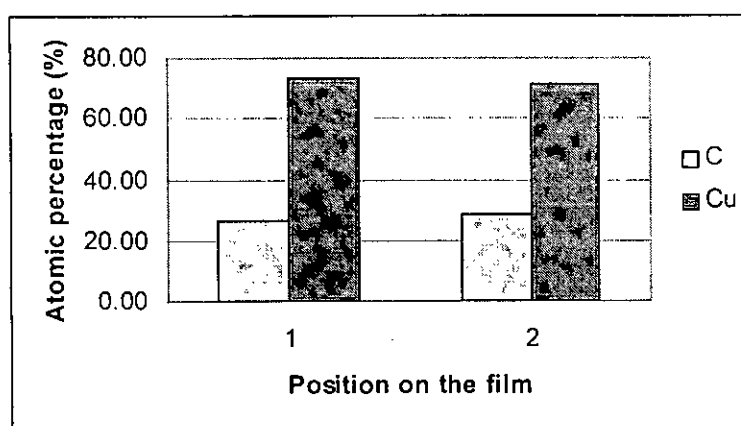 Atomic percentage (%)
80.00
60.00
40.00
20.00
0.00
1
2
Position on the film
C
Cu